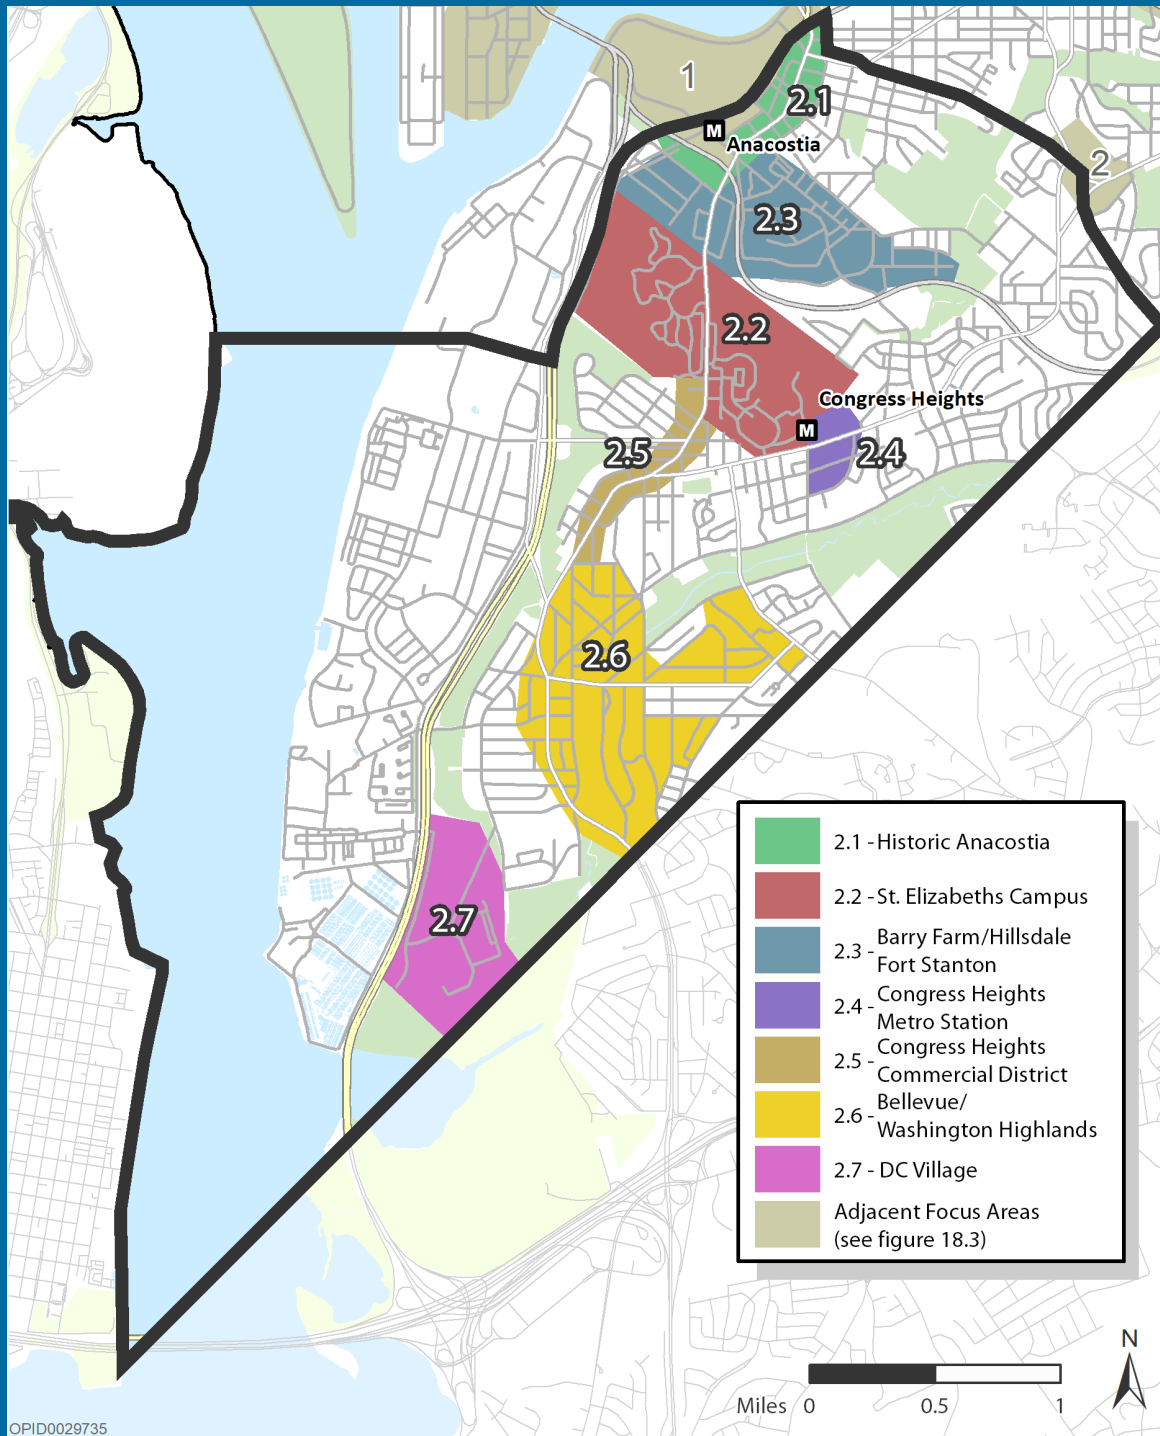 1
2.1
M
Anacostia
2
2.3
2.2
Congress Heights
M
2.5
2.4
2.6
2.7
2.1 - Historic Anacostia
2.2 - St. Elizabeths Campus
2.3 - Barry Farm/Hillsdale
Fort Stanton
2.4 - Congress Heights
Metro Station
2.5 - Congress Heights
Commercial District
2.6 - Bellevue/
Washington Highlands
2.7 - DC Village
Adjacent Focus Areas
(see figure 18.3)
N
Miles 0 0.5 1
OPID0029735